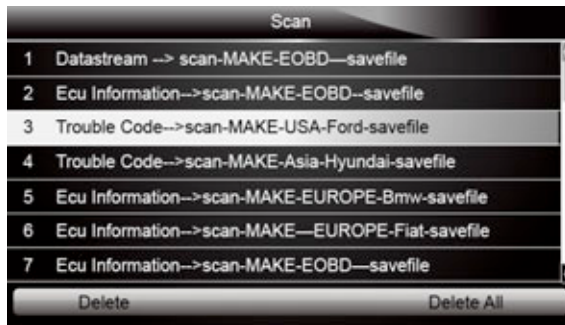 Scan
1 Datastream --> scan-MAKE-EOBD—savefile
2 Ecu Information-->scan-MAKE-EOBD--savefile
3 Trouble Code-->scan-MAKE-USA-Ford-savefile
4 Trouble Code-->scan-MAKE-Asia-Hyundai-savefile
5 Ecu Information-->scan-MAKE-EUROPE-Bmw-savefile
6 Ecu Information-->scan-MAKE—EUROPE-Fiat-savefile
7 Ecu Information-->scan-MAKE-EOBD—savefile
Delete Delete All